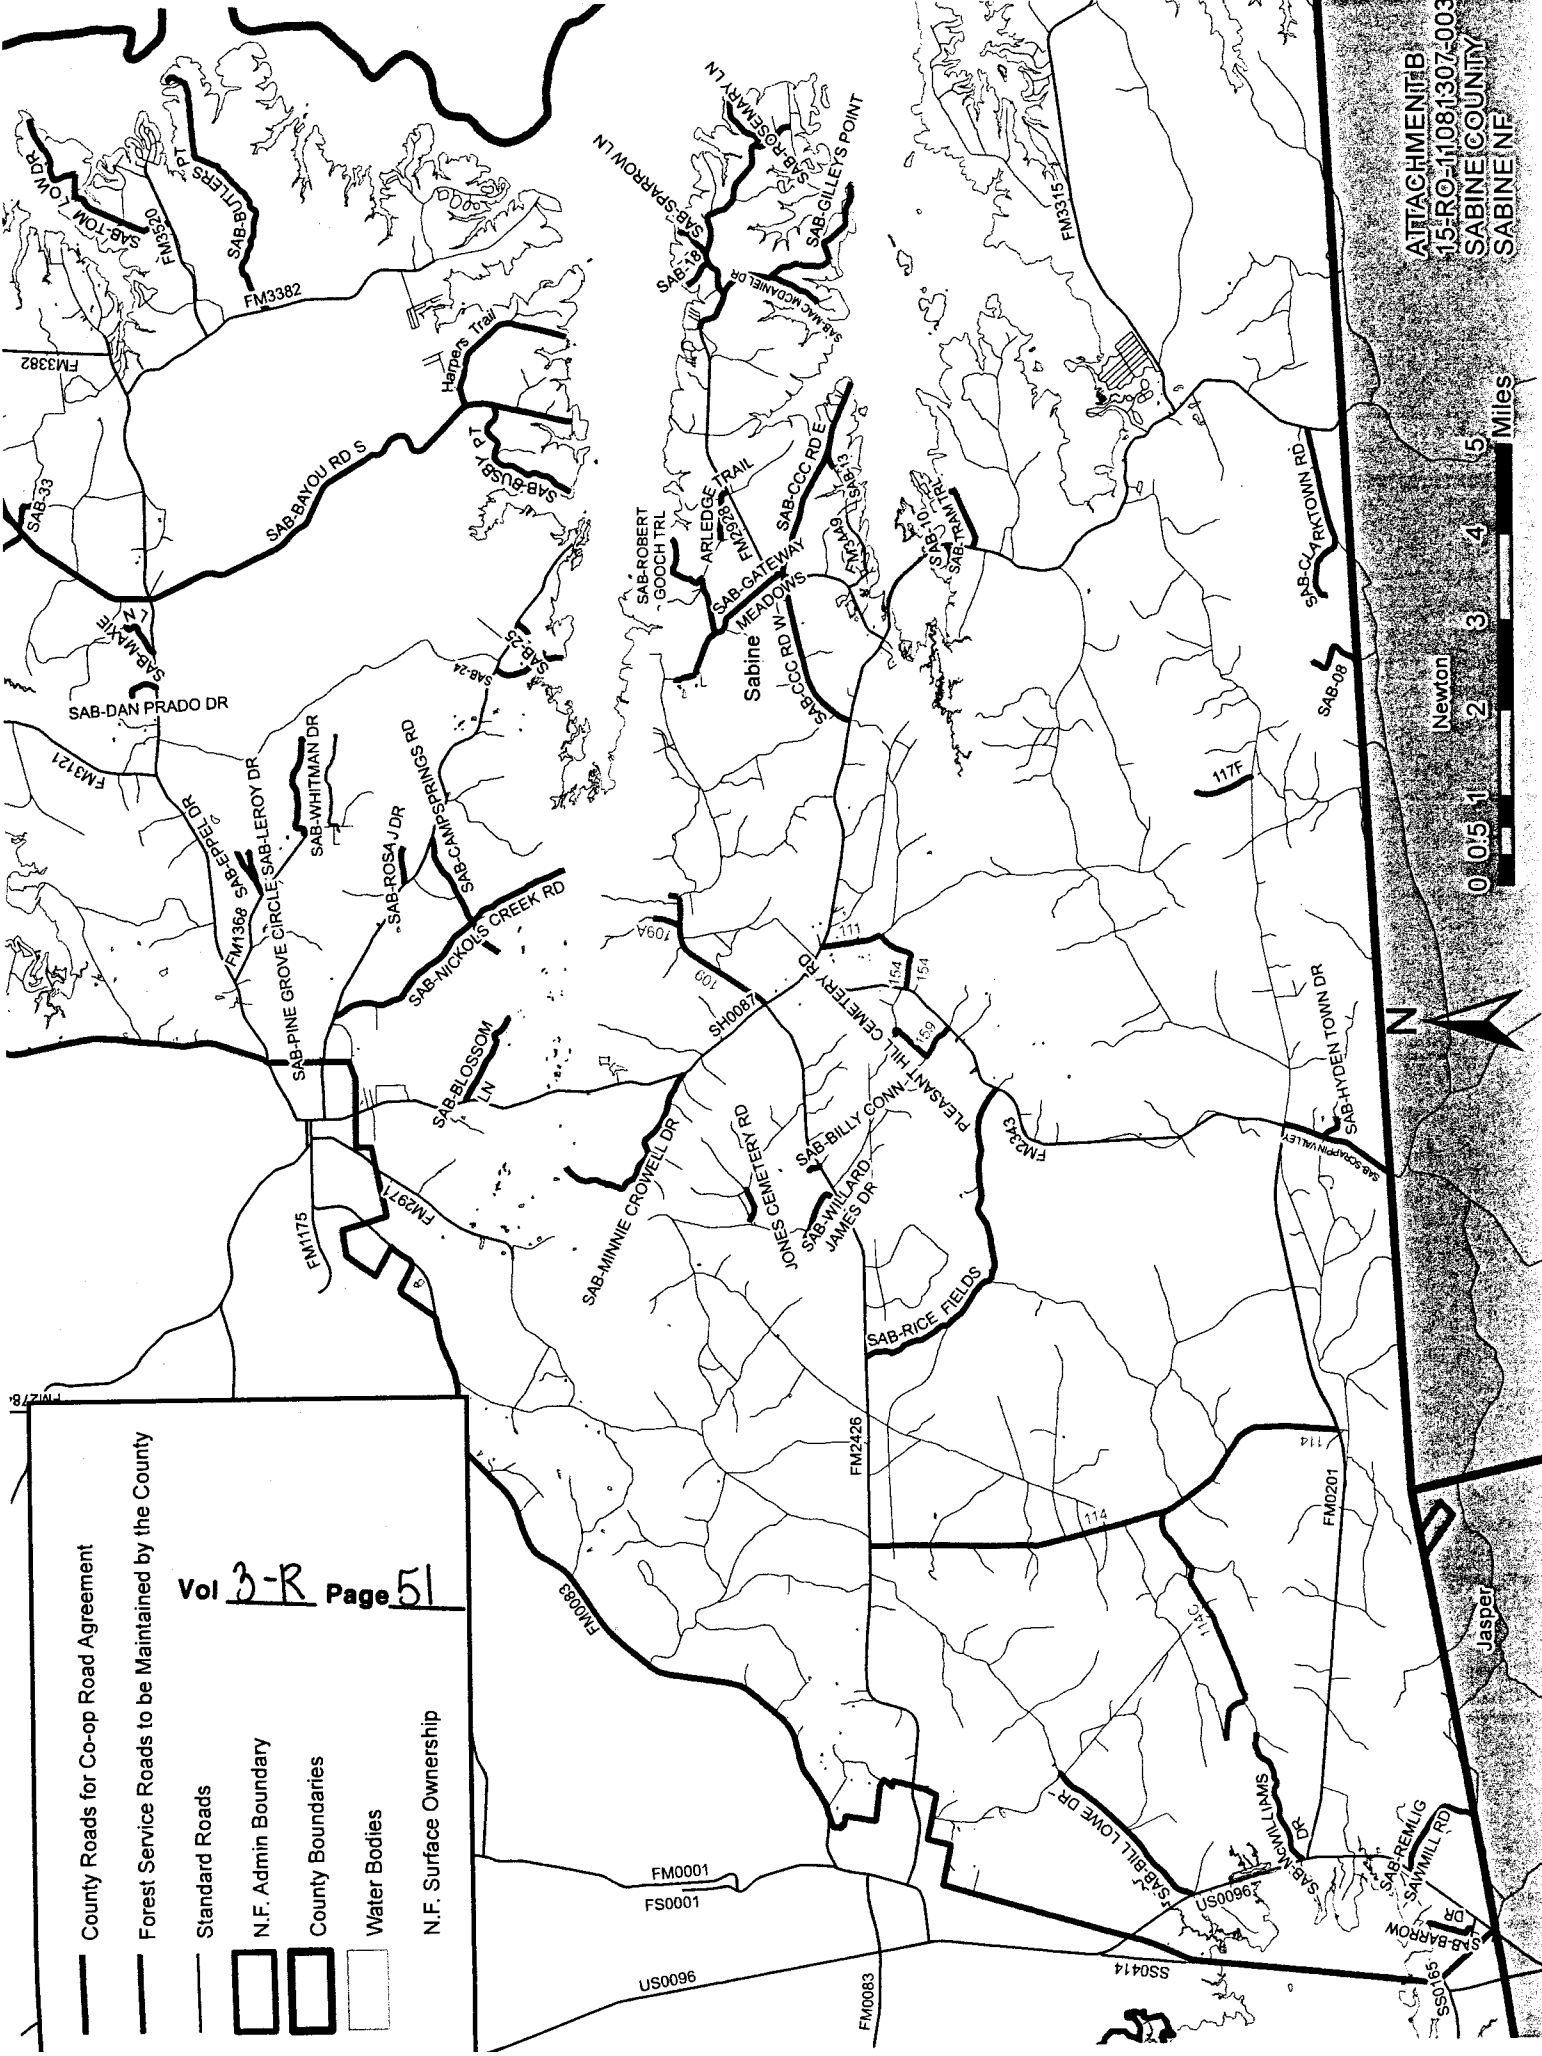 County Roads for Co-op Road Agreement
Forest Service Roads to be Maintained by the County
Standard Roads
N.F. Admin Boundary
County Boundaries
Water Bodies
N.F. Surface Ownership
Vol 3-R Page 51
ATTACHMENT B
15-RO-11081307-003
SABINE COUNTY
SABINE NF
0 0.5 1 2 3 4 5
Miles
N
Newton
Jasper
Sabine
SAB-TOM LOW DR
FM3520
SAB-BUTLERS PT
FM3382
FM3382
SAB-33
SAB-BAYOU RD S
Harpers Trail
SAB-BUSBY PT
SAB-MAXIE LN
SAB-DAN PRADO DR
FM3121
SAB-25
SAB-24
SAB-EPPEL DR
FM1368
SAB-PINE GROVE CIRCLE
SAB-LEROY DR
SAB-WHITMAN DR
SAB-ROSA J DR
SAB-CAMPSPRINGS RD
SAB-NICKOLS CREEK RD
SAB-BLOSSOM LN
FM1175
FM2971
SAB-MINNIE CROWELL DR
SAB-SPARROW LN
SAB-ROSEMARY LN
SAB-ROSEMARY
SAB-18
SAB-GILLEYS POINT
SAB-MAC MCDANIEL DR
SAB-ROBERT GOOCH TRL
ARLEDGE TRAIL
FM2928
SAB-GATEWAY
MEADOWS
SAB-CCC RD E
SAB-CCC RD W
SAB-13
FM3449
SAB-10
SAB-TRAM TRL
FM3315
SAB-CLARKTOWN RD
SAB-08
117F
109A
109
SH0087
111
154
154
159
PLEASANT HILL CEMETERY RD
SAB-BILLY CONN
JONES CEMETERY RD
SAB-WILLARD
JAMES DR
FM2343
SAB-HYDEN TOWN DR
SAB-SCRAPPIN VALLEY
SAB-RICE FIELDS
FM2426
FM0083
114
114
114C
FM0201
SAB-BILL LOWE DR
SAB-McWILLIAMS DR
US0096
SAB-REMLIG
SAWMILL RD
SAB-BARROW DR
SS0165
SS0414
FM0001
FS0001
US0096
FM0083